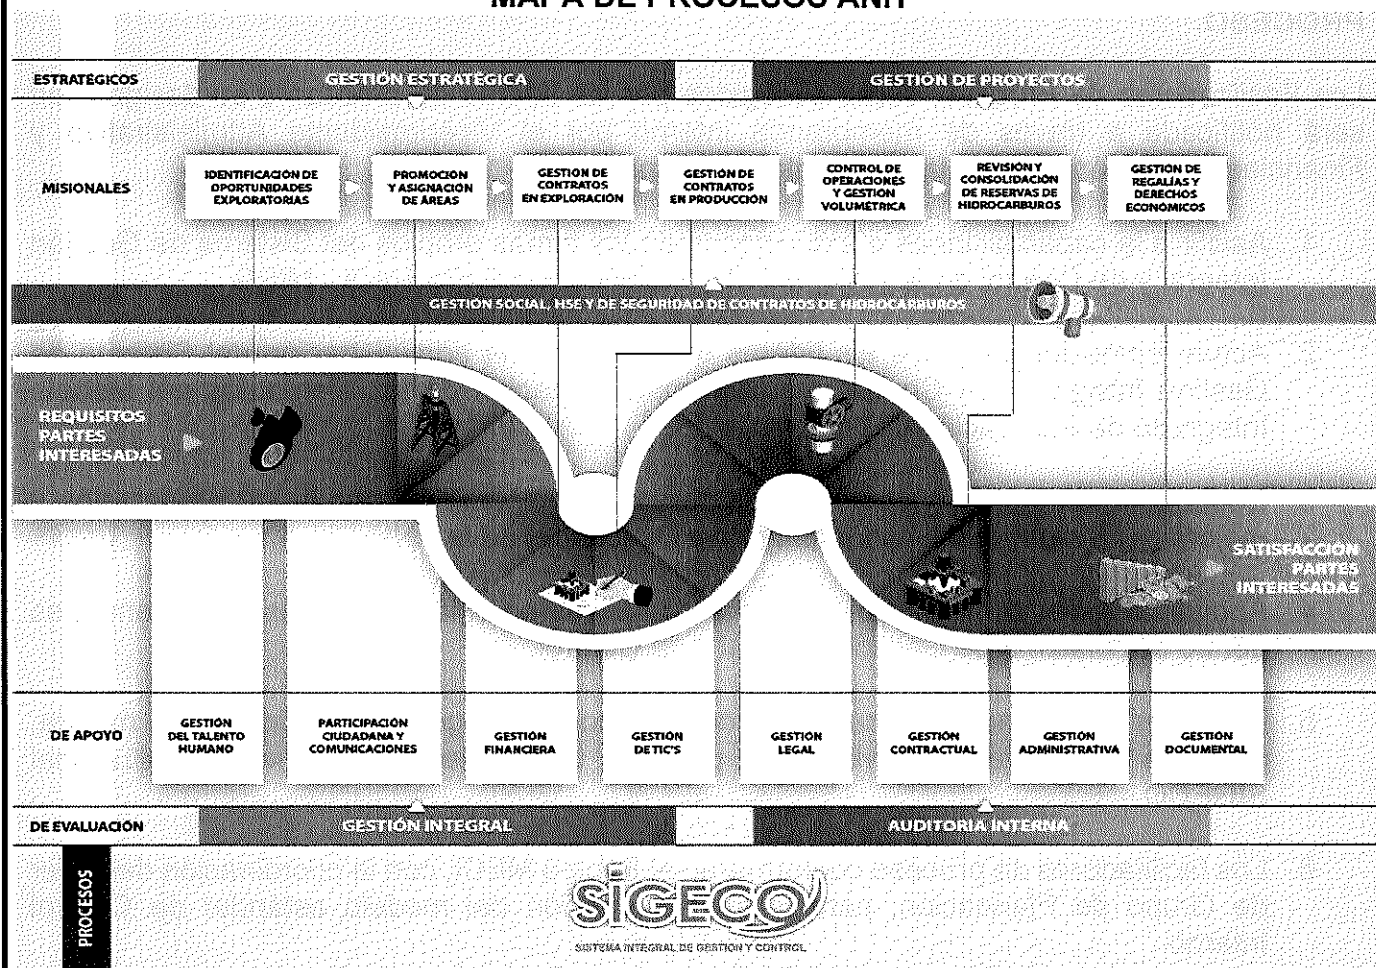 MAPA DE PROCESOS ANH
ESTRATÉGICOS
GESTIÓN ESTRATÉGICA
GESTIÓN DE PROYECTOS
MISIONALES
IDENTIFICACIÓN DE
OPORTUNIDADES
EXPLORATORIAS
PROMOCIÓN
Y ASIGNACIÓN
DE ÁREAS
GESTIÓN DE
CONTRATOS
EN EXPLORACIÓN
GESTIÓN DE
CONTRATOS
EN PRODUCCIÓN
CONTROL DE
OPERACIONES
Y GESTIÓN
VOLUMÉTRICA
REVISIÓN Y
CONSOLIDACIÓN
DE RESERVAS DE
HIDROCARBUROS
GESTIÓN DE
REGALÍAS Y
DERECHOS
ECONÓMICOS
GESTIÓN SOCIAL, HSE Y DE SEGURIDAD DE CONTRATOS DE HIDROCARBUROS
REQUISITOS
PARTES
INTERESADAS
SATISFACCIÓN
PARTES
INTERESADAS
DE APOYO
GESTIÓN
DEL TALENTO
HUMANO
PARTICIPACIÓN
CIUDADANA Y
COMUNICACIONES
GESTIÓN
FINANCIERA
GESTIÓN
DE TIC'S
GESTIÓN
LEGAL
GESTIÓN
CONTRACTUAL
GESTIÓN
ADMINISTRATIVA
GESTIÓN
DOCUMENTAL
DE EVALUACIÓN
GESTIÓN INTEGRAL
AUDITORIA INTERNA
PROCESOS
SIGECO
SISTEMA INTEGRAL DE GESTIÓN Y CONTROL